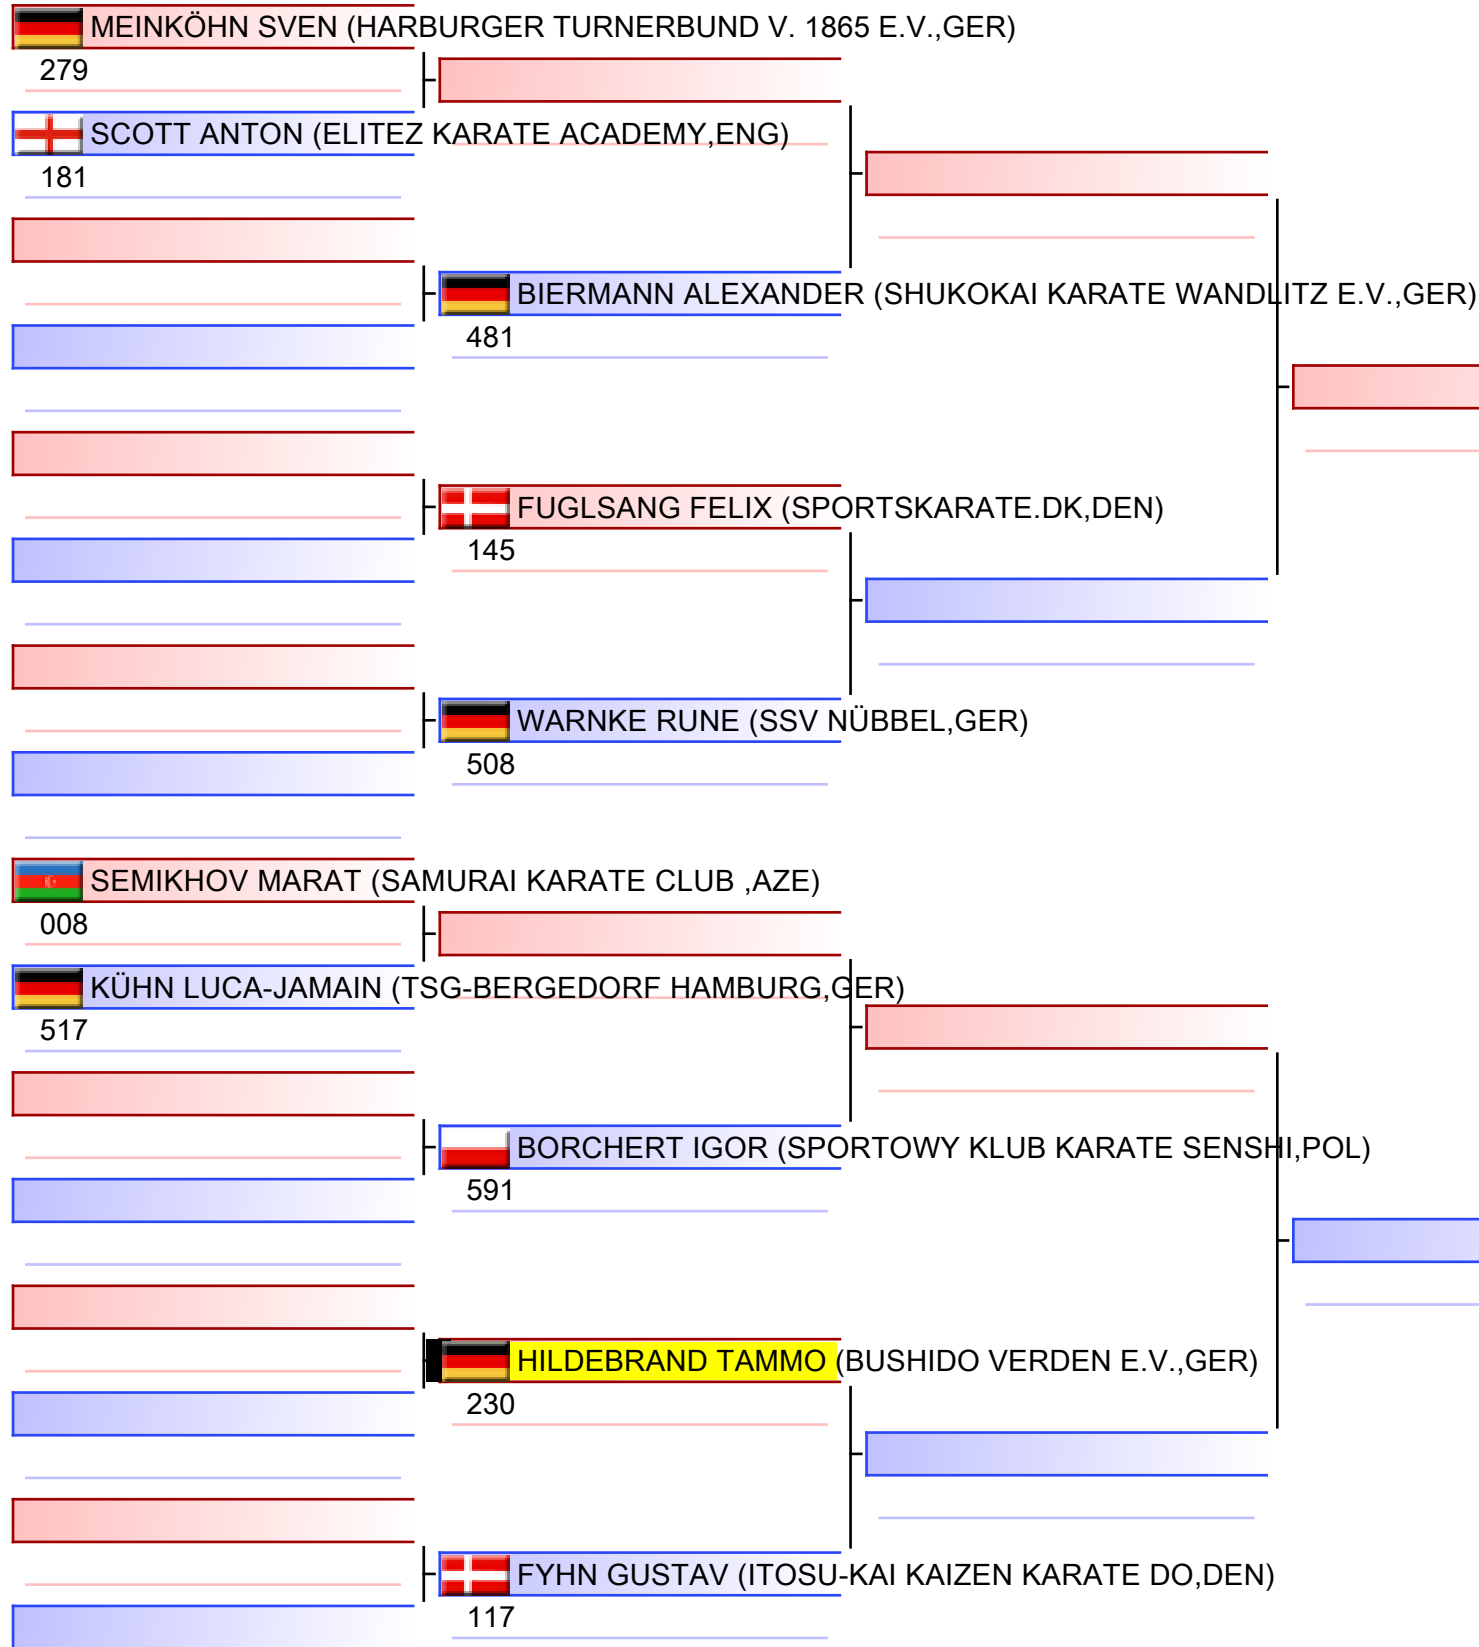 MEINKÖHN SVEN (HARBURGER TURNERBUND V. 1865 E.V.,GER)
279
SCOTT ANTON (ELITEZ KARATE ACADEMY,ENG)
181
BIERMANN ALEXANDER (SHUKOKAI KARATE WANDLITZ E.V.,GER)
481
FUGLSANG FELIX (SPORTSKARATE.DK,DEN)
145
WARNKE RUNE (SSV NÜBBEL,GER)
508
SEMIKHOV MARAT (SAMURAI KARATE CLUB ,AZE)
008
KÜHN LUCA-JAMAIN (TSG-BERGEDORF HAMBURG,GER)
517
BORCHERT IGOR (SPORTOWY KLUB KARATE SENSHI,POL)
591
HILDEBRAND TAMMO (BUSHIDO VERDEN E.V.,GER)
230
FYHN GUSTAV (ITOSU-KAI KAIZEN KARATE DO,DEN)
117